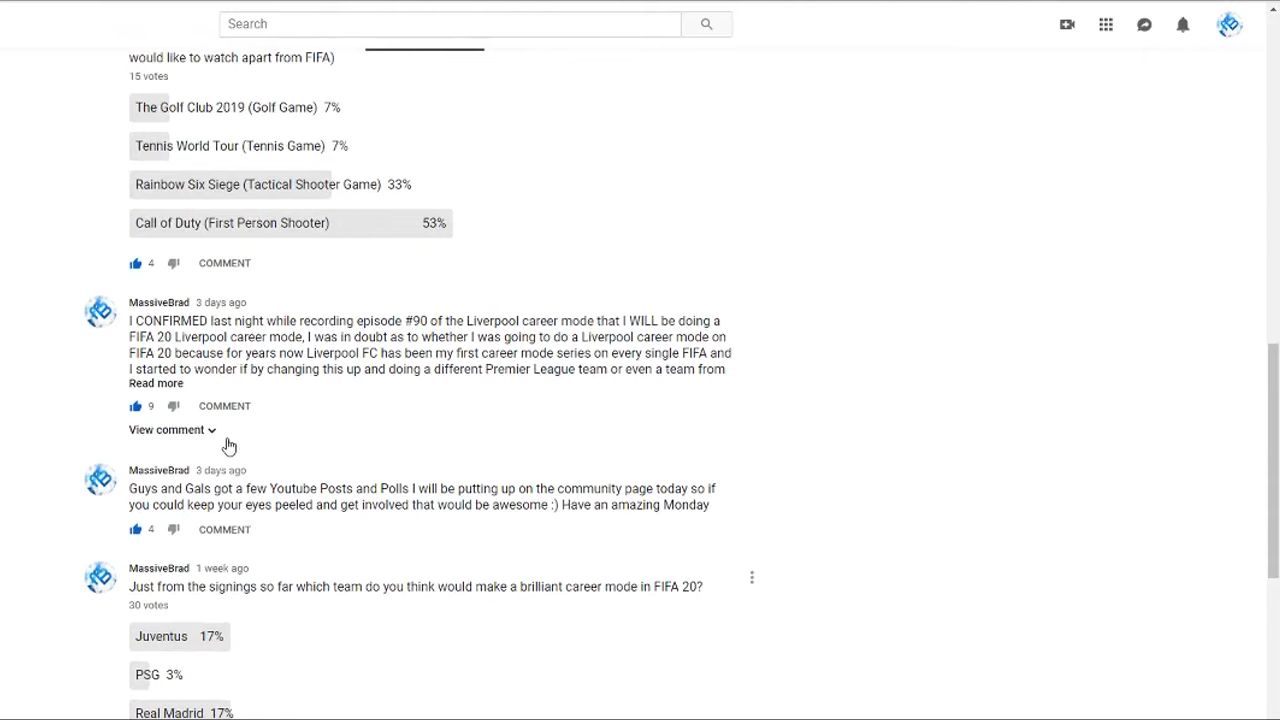 Search
would like to watch apart from FIFA)
15 votes
The Golf Club 2019 (Golf Game) 7%
Tennis World Tour (Tennis Game) 7%
Rainbow Six Siege (Tactical Shooter Game) 33%
Call of Duty (First Person Shooter) 53%
4 COMMENT
MassiveBrad 3 days ago
I CONFIRMED last night while recording episode #90 of the Liverpool career mode that I WILL be doing a
FIFA 20 Liverpool career mode, I was in doubt as to whether I was going to do a Liverpool career mode on
FIFA 20 because for years now Liverpool FC has been my first career mode series on every single FIFA and
I started to wonder if by changing this up and doing a different Premier League team or even a team from
Read more
9 COMMENT
View comment
MassiveBrad 3 days ago
Guys and Gals got a few Youtube Posts and Polls I will be putting up on the community page today so if
you could keep your eyes peeled and get involved that would be awesome :) Have an amazing Monday
4 COMMENT
MassiveBrad 1 week ago
Just from the signings so far which team do you think would make a brilliant career mode in FIFA 20?
30 votes
Juventus 17%
PSG 3%
Real Madrid 17%